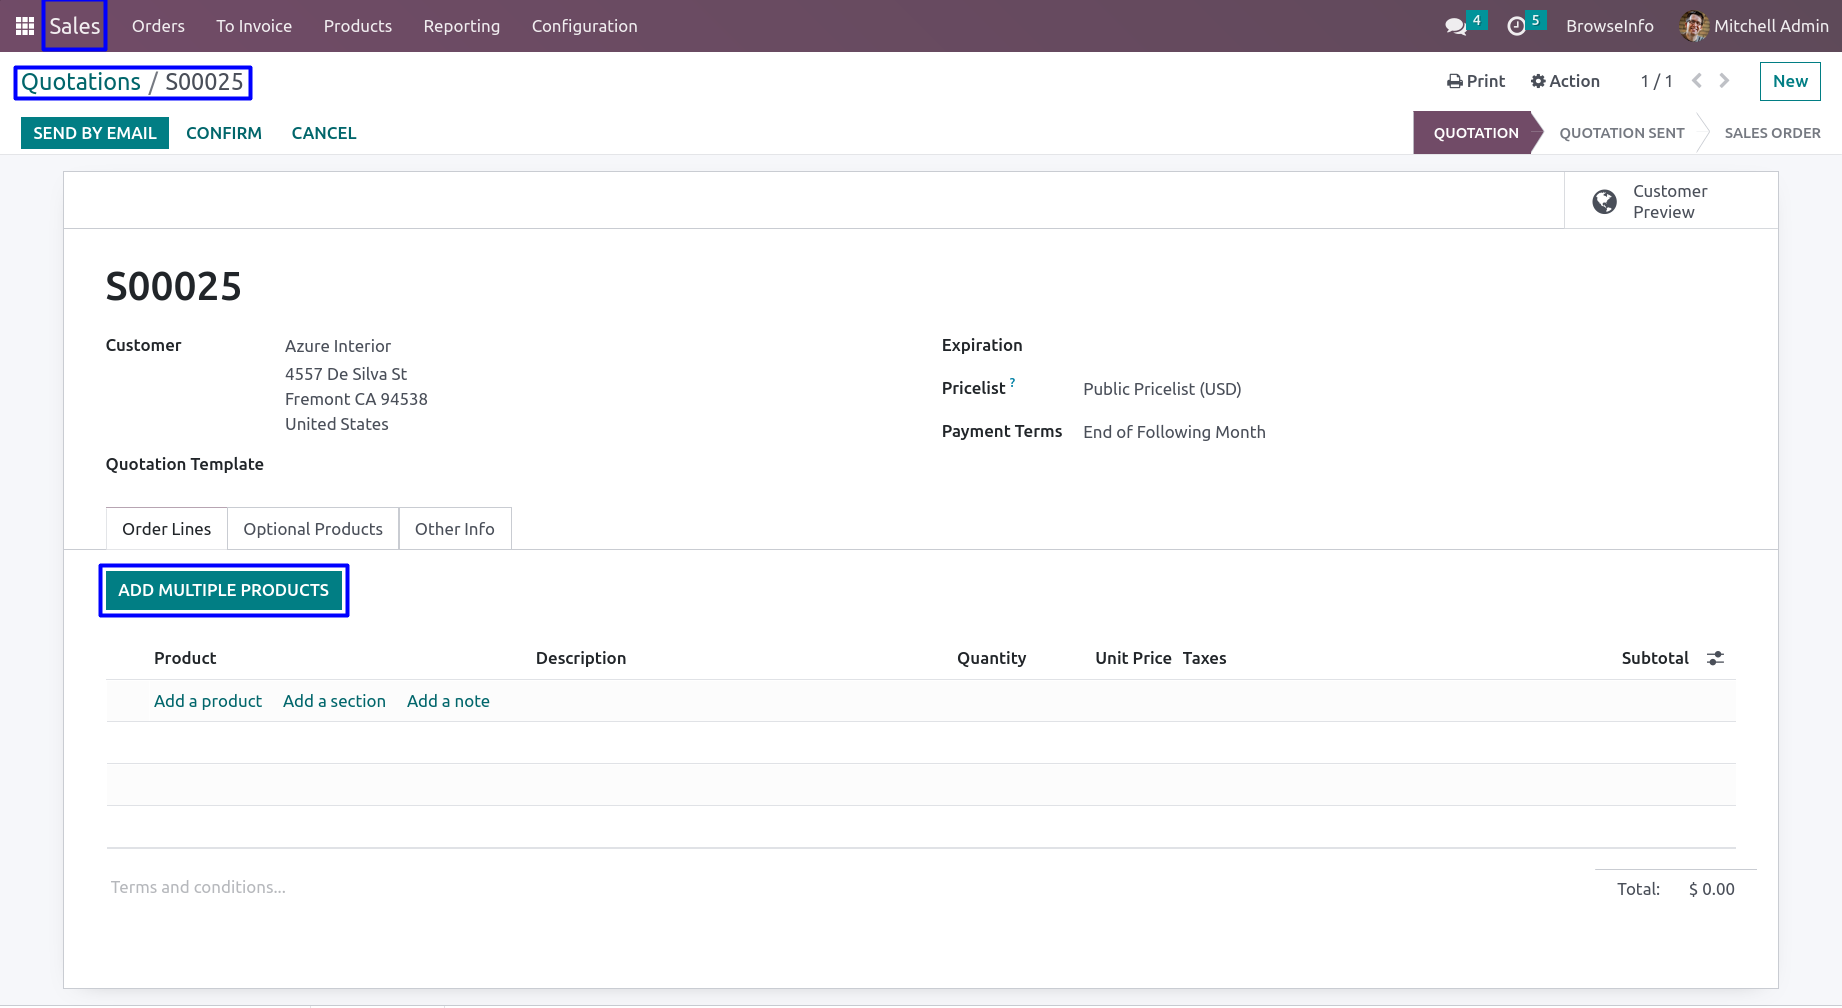 Sales Orders To Invoice Products Reporting Configuration 4 5 BrowseInfo Mitchell Admin
Quotations / S00025 Print Action 1 / 1 New
SEND BY EMAIL CONFIRM CANCEL QUOTATION QUOTATION SENT SALES ORDER
Customer
Preview
S00025
Customer Azure Interior
4557 De Silva St
Fremont CA 94538
United States
Quotation Template
Expiration
Pricelist ? Public Pricelist (USD)
Payment Terms End of Following Month
Order Lines Optional Products Other Info
ADD MULTIPLE PRODUCTS
Product Description Quantity Unit Price Taxes Subtotal
Add a product Add a section Add a note
Terms and conditions...
Total: $ 0.00